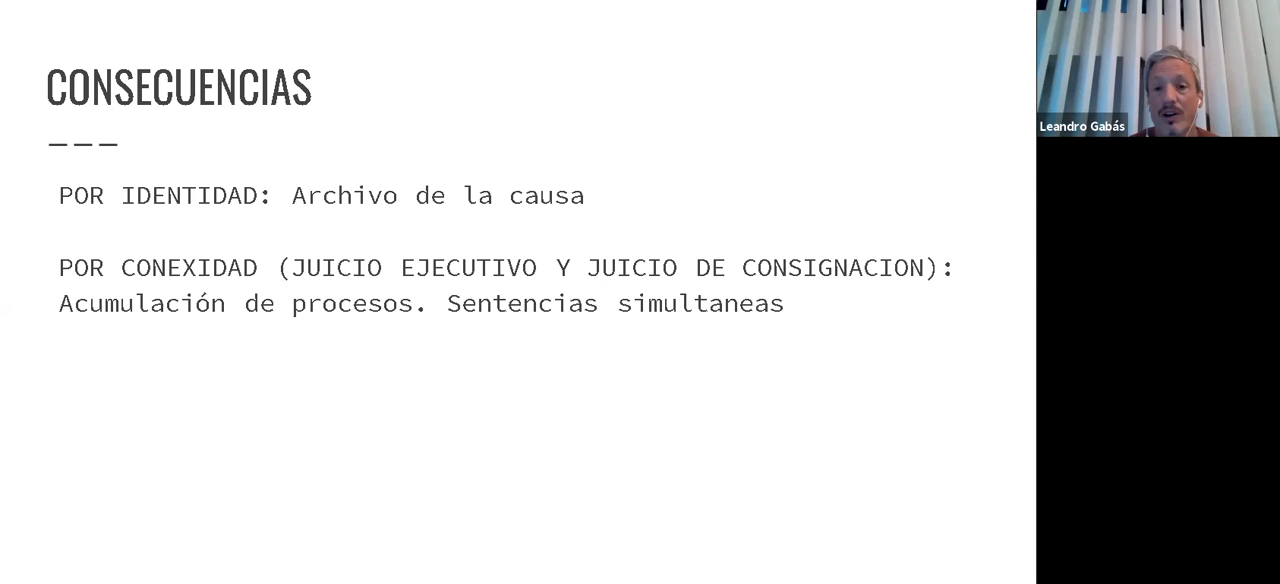 CONSECUENCIAS
POR IDENTIDAD: Archivo de la causa
POR CONEXIDAD (JUICIO EJECUTIVO Y JUICIO DE CONSIGNACION):
Acumulación de procesos. Sentencias simultaneas
Leandro Gabás